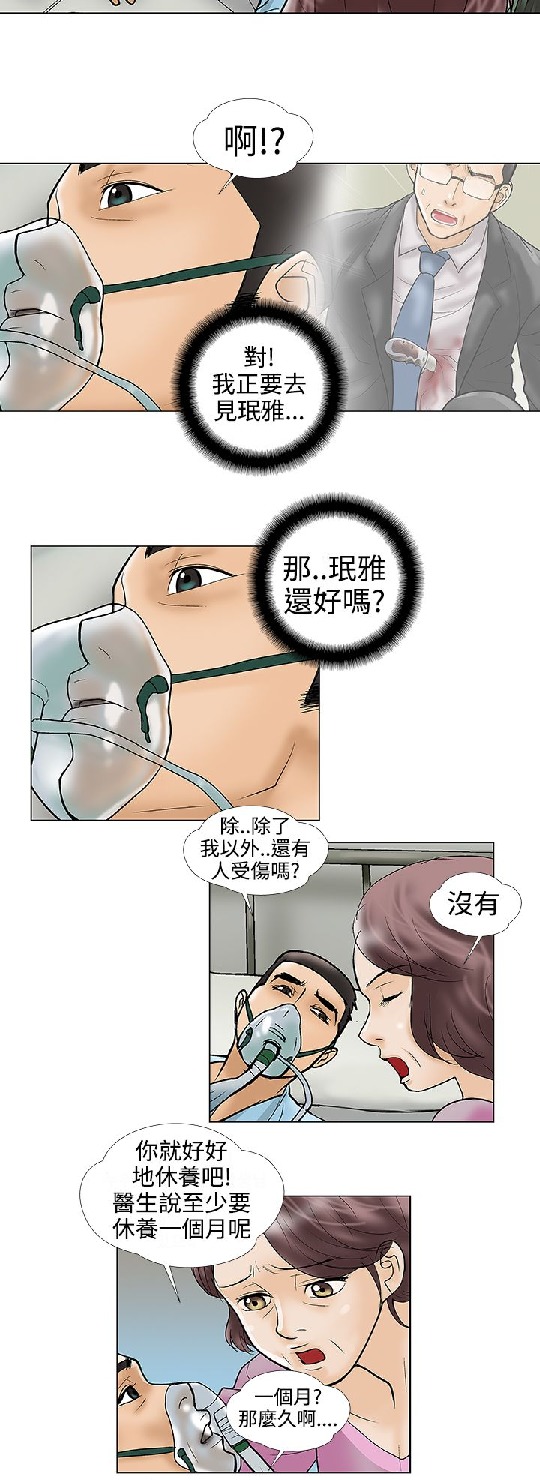 啊!?
對!
我正要去
見珉雅...
那..珉雅
還好嗎?
除..除了
我以外..還有
人受傷嗎?
沒有
你就好好
地休養吧!
醫生說至少要
休養一個月呢
一個月?
那麼久啊....